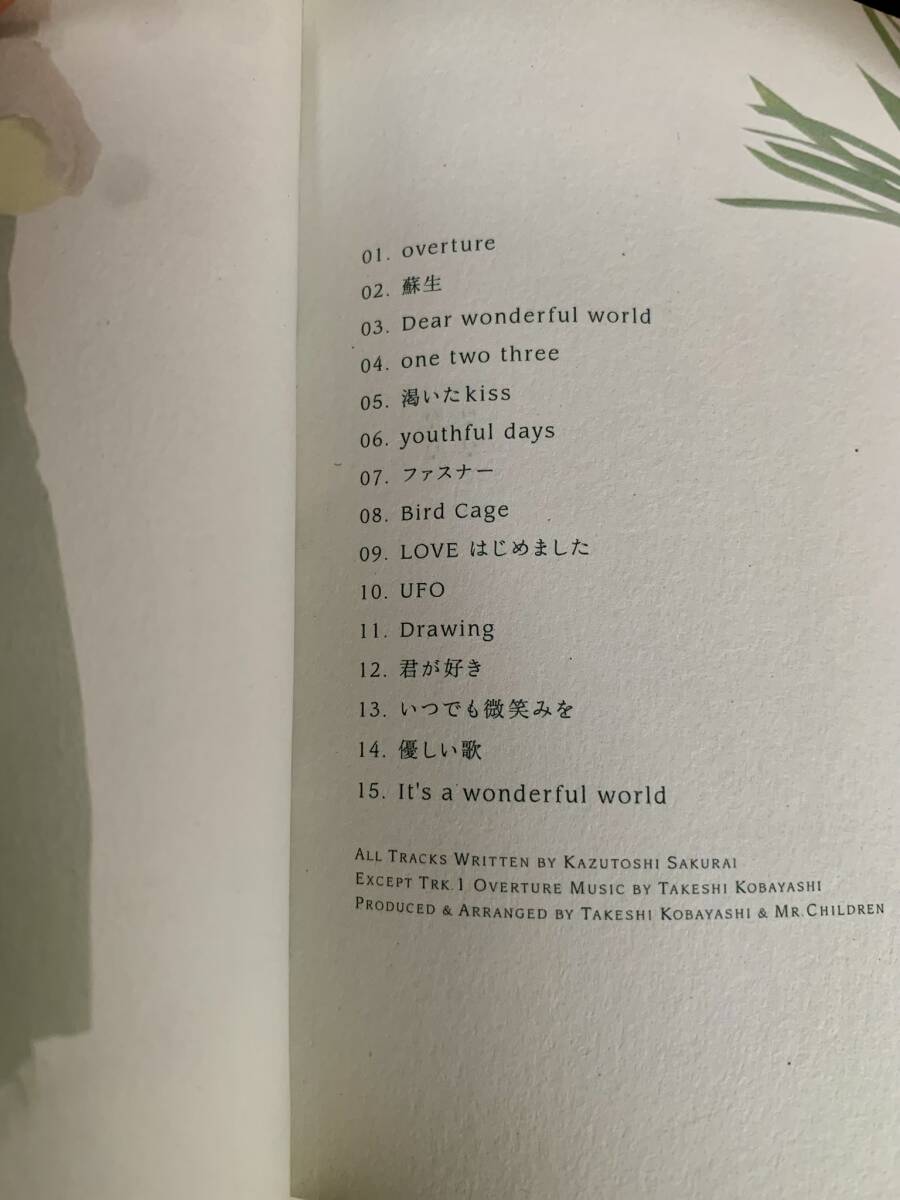 01. overture
02. 蘇生
03. Dear wonderful world
04. one two three
05. 渇いたkiss
06. youthful days
07. ファスナー
08. Bird Cage
09. LOVE はじめました
10. UFO
11. Drawing
12. 君が好き
13. いつでも微笑みを
14. 優しい歌
15. It's a wonderful world
ALL TRACKS WRITTEN BY KAZUTOSHI SAKURAI
EXCEPT TRK.1 OVERTURE MUSIC BY TAKESHI KOBAYASHI
PRODUCED & ARRANGED BY TAKESHI KOBAYASHI & MR.CHILDREN